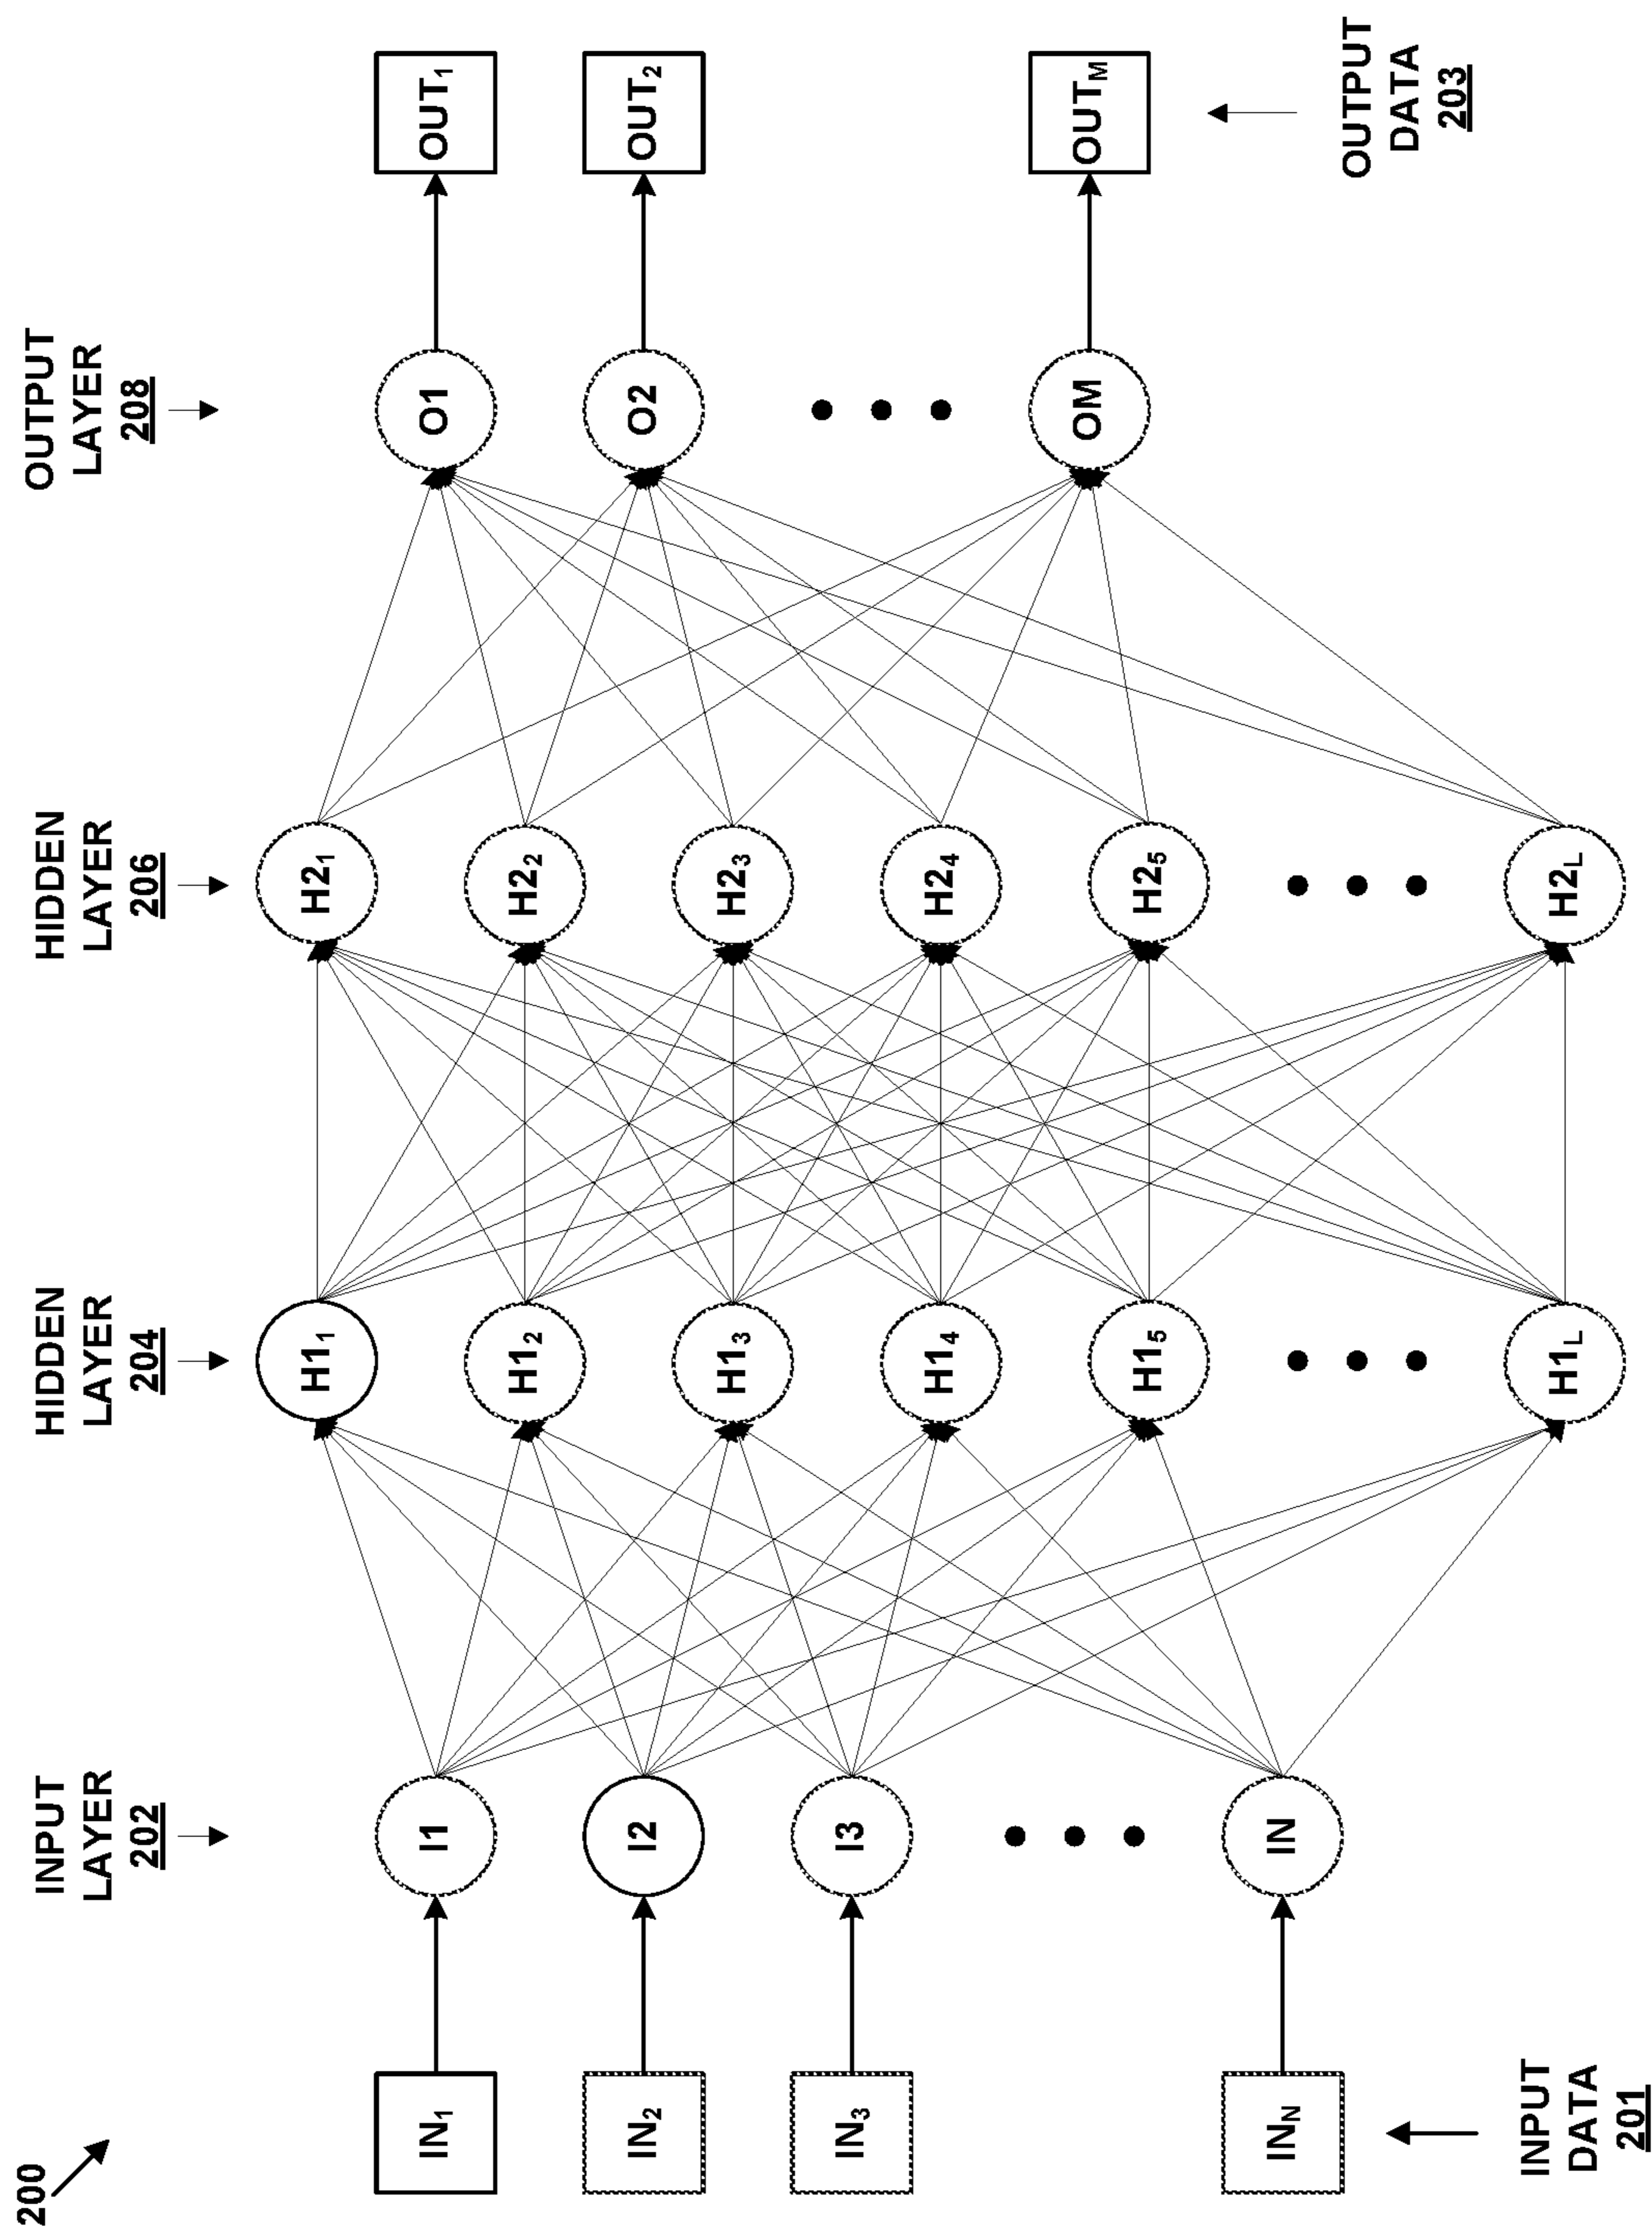 200
INPUT
LAYER
202
HIDDEN
LAYER
204
HIDDEN
LAYER
206
OUTPUT
LAYER
208
IN1
I1
H11
H21
O1
OUT1
IN2
I2
H12
H22
O2
OUT2
IN3
I3
H13
H23
H14
H24
INN
IN
H15
H25
OM
OUTM
H1L
H2L
INPUT
DATA
201
OUTPUT
DATA
203